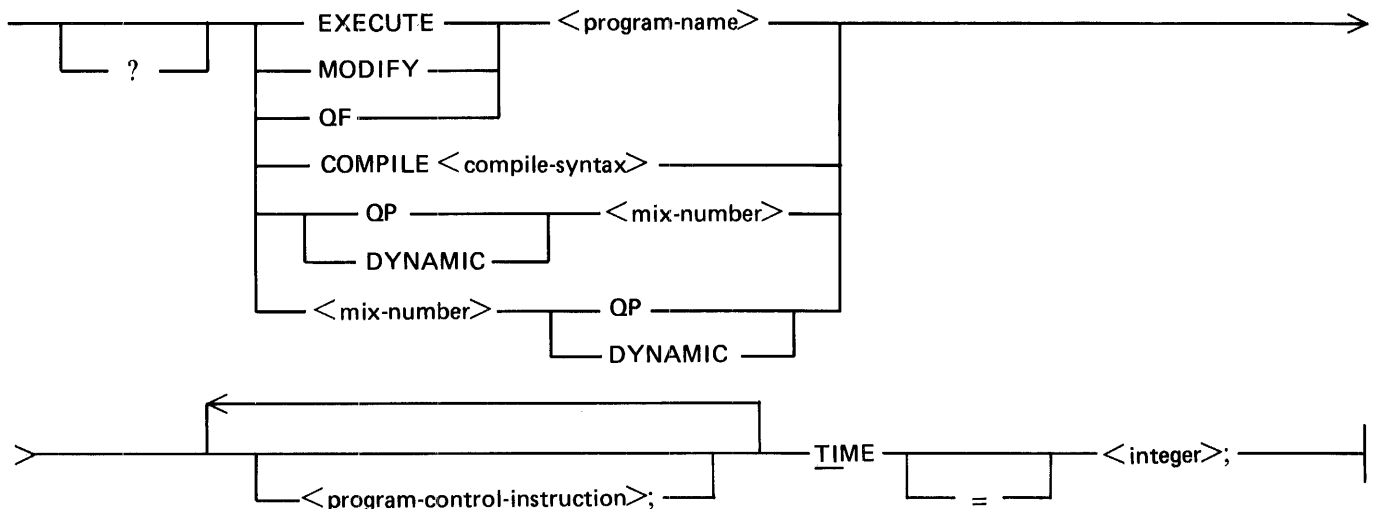 EXECUTE <program-name>
? MODIFY
QF
COMPILE <compile-syntax>
QP <mix-number>
DYNAMIC
<mix-number> QP
DYNAMIC
TIME <integer>;
<program-control-instruction>; =